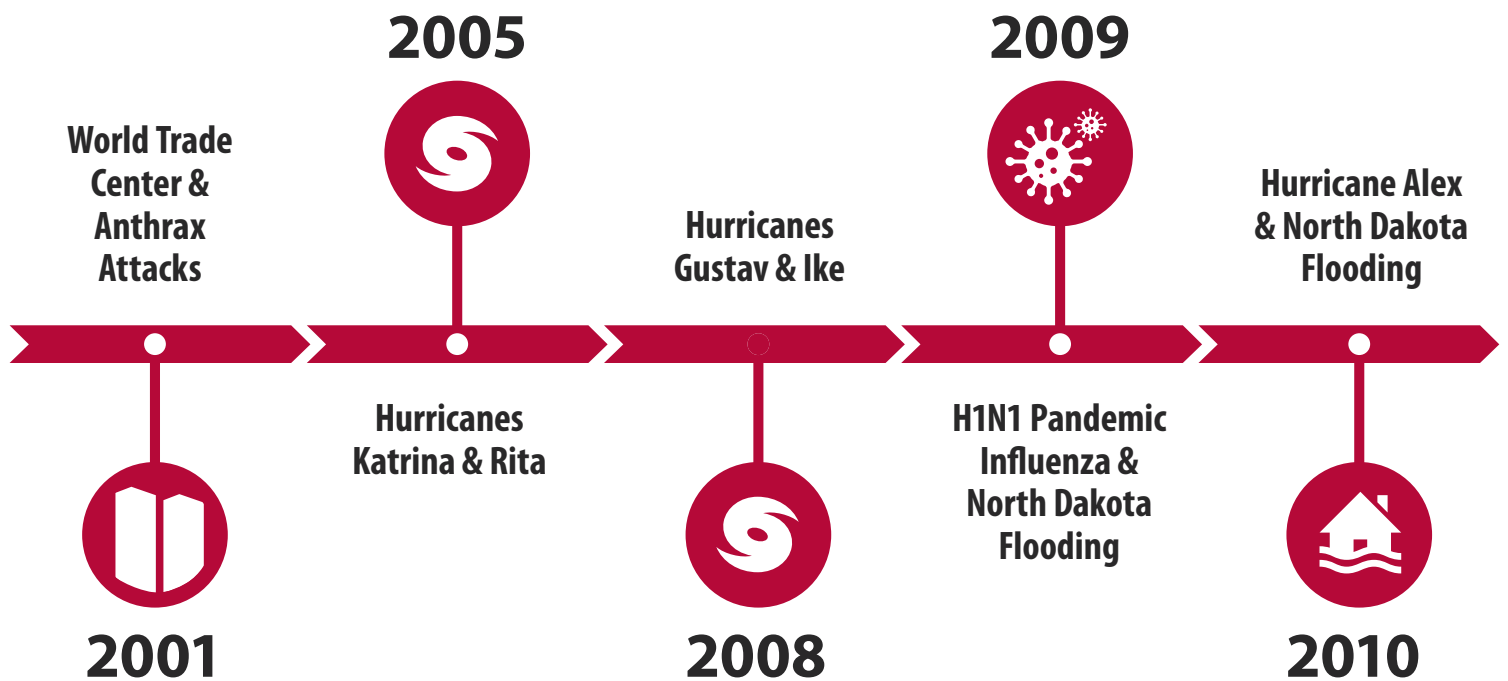 2001
World Trade
Center &
Anthrax
Attacks
2005
Hurricanes
Katrina & Rita
2008
Hurricanes
Gustav & Ike
2009
H1N1 Pandemic
Influenza &
North Dakota
Flooding
2010
Hurricane Alex
& North Dakota
Flooding